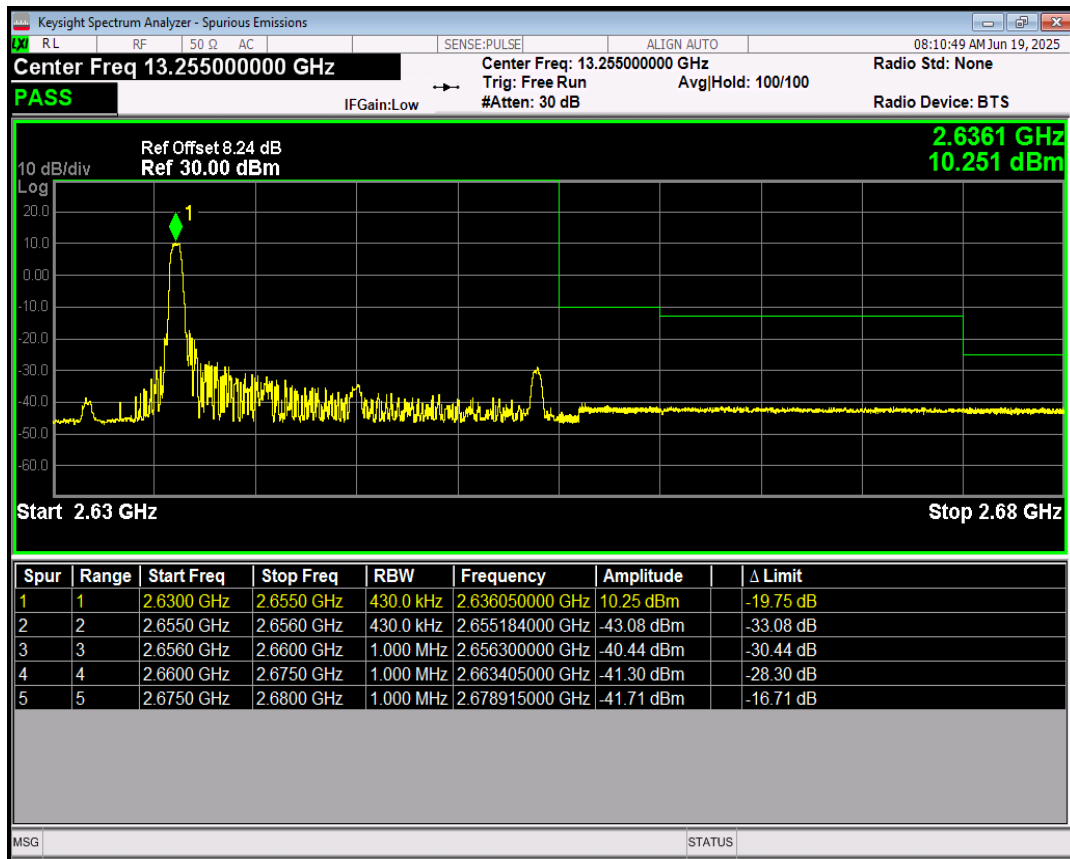 Keysight Spectrum Analyzer - Spurious Emissions
LXI RL RF 50 Ω AC SENSE:PULSE ALIGN AUTO 08:10:49 AM Jun 19, 2025
Center Freq 13.255000000 GHz Center Freq: 13.255000000 GHz Radio Std: None
Trig: Free Run Avg|Hold: 100/100
PASS IFGain:Low #Atten: 30 dB Radio Device: BTS
2.6361 GHz
Ref Offset 8.24 dB
10 dB/div Ref 30.00 dBm 10.251 dBm
Log
20.0
1
10.0
0.00
-10.0
-20.0
-30.0
-40.0
-50.0
-60.0
Start 2.63 GHz Stop 2.68 GHz
Spur Range Start Freq Stop Freq RBW Frequency Amplitude Δ Limit
1 1 2.6300 GHz 2.6550 GHz 430.0 kHz 2.636050000 GHz 10.25 dBm -19.75 dB
2 2 2.6550 GHz 2.6560 GHz 430.0 kHz 2.655184000 GHz -43.08 dBm -33.08 dB
3 3 2.6560 GHz 2.6600 GHz 1.000 MHz 2.656300000 GHz -40.44 dBm -30.44 dB
4 4 2.6600 GHz 2.6750 GHz 1.000 MHz 2.663405000 GHz -41.30 dBm -28.30 dB
5 5 2.6750 GHz 2.6800 GHz 1.000 MHz 2.678915000 GHz -41.71 dBm -16.71 dB
MSG STATUS